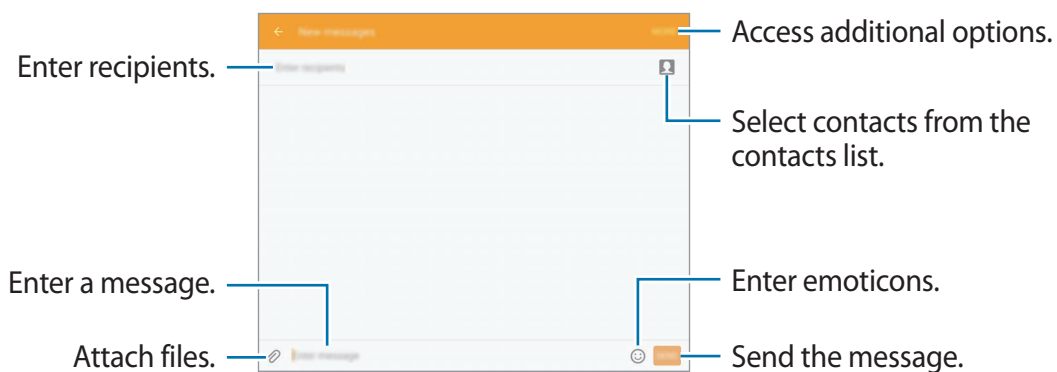 New messages
MORE
Access additional options.
Enter recipients.
Enter recipients
Select contacts from the
contacts list.
Enter a message.
Enter emoticons.
Attach files.
Enter message
Send the message.